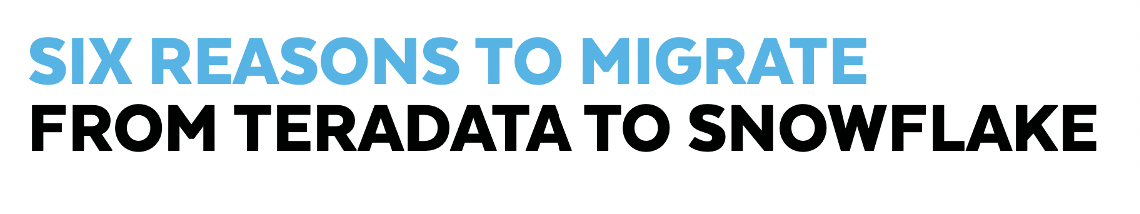 SIX REASONS TO MIGRATE
FROM TERADATA TO SNOWFLAKE